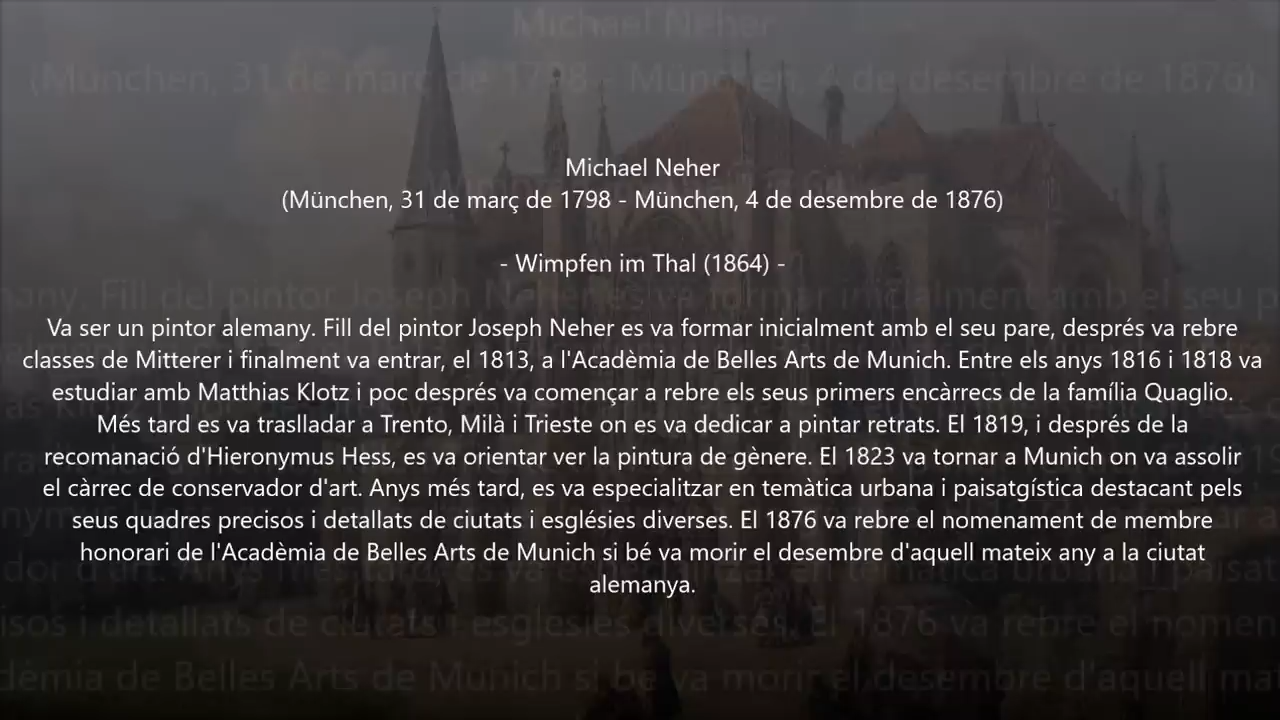 Michael Neher
(München, 31 de març de 1798 - München, 4 de desembre de 1876)
- Wimpfen im Thal (1864) -
Va ser un pintor alemany. Fill del pintor Joseph Neher es va formar inicialment amb el seu pare, després va rebre
classes de Mitterer i finalment va entrar, el 1813, a l'Acadèmia de Belles Arts de Munich. Entre els anys 1816 i 1818 va
estudiar amb Matthias Klotz i poc després va començar a rebre els seus primers encàrrecs de la família Quaglio.
Més tard es va traslladar a Trento, Milà i Trieste on es va dedicar a pintar retrats. El 1819, i després de la
recomanació d'Hieronymus Hess, es va orientar ver la pintura de gènere. El 1823 va tornar a Munich on va assolir
el càrrec de conservador d'art. Anys més tard, es va especialitzar en temàtica urbana i paisatgística destacant pels
seus quadres precisos i detallats de ciutats i esglésies diverses. El 1876 va rebre el nomenament de membre
honorari de l'Acadèmia de Belles Arts de Munich si bé va morir el desembre d'aquell mateix any a la ciutat
alemanya.